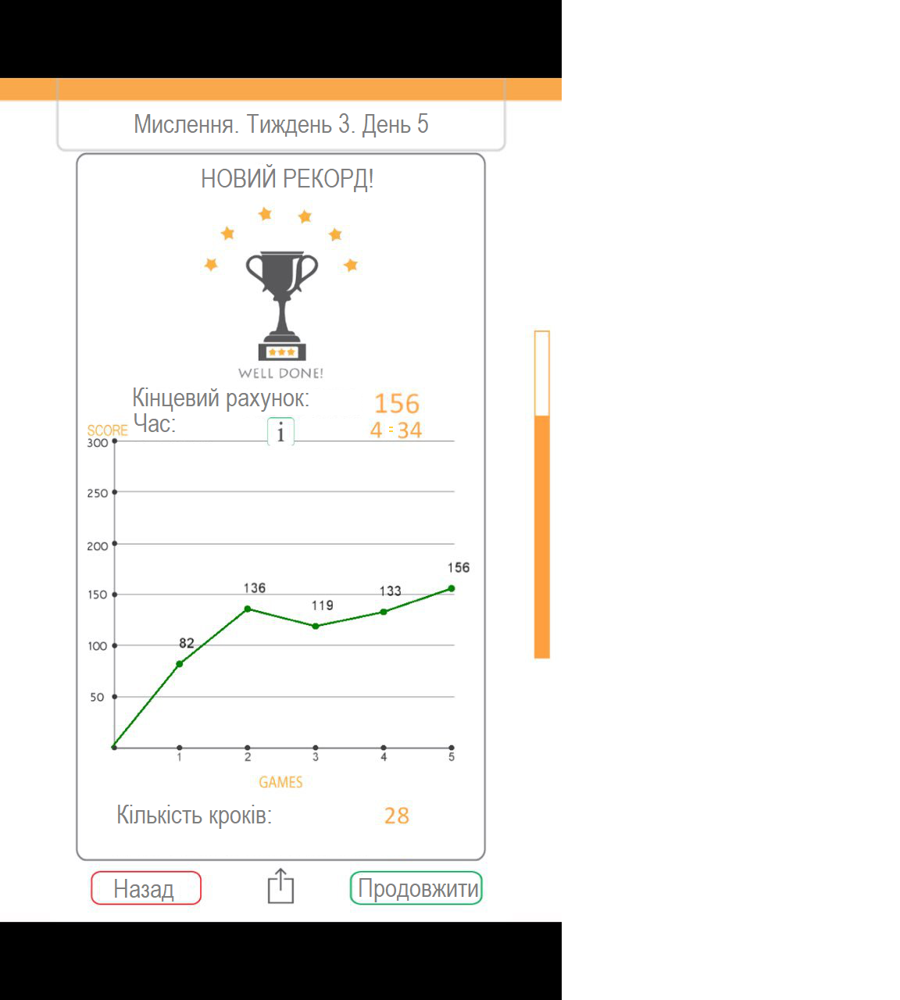 Мислення. Тиждень 3. День 5
НОВИЙ РЕКОРД!
WELL DONE!
Кінцевий рахунок: 156
Час: 4 : 34
i
SCORE
300
250
200
150
100
50
82
136
119
133
156
1 2 3 4 5
GAMES
Кількість кроків: 28
Назад
Продовжити